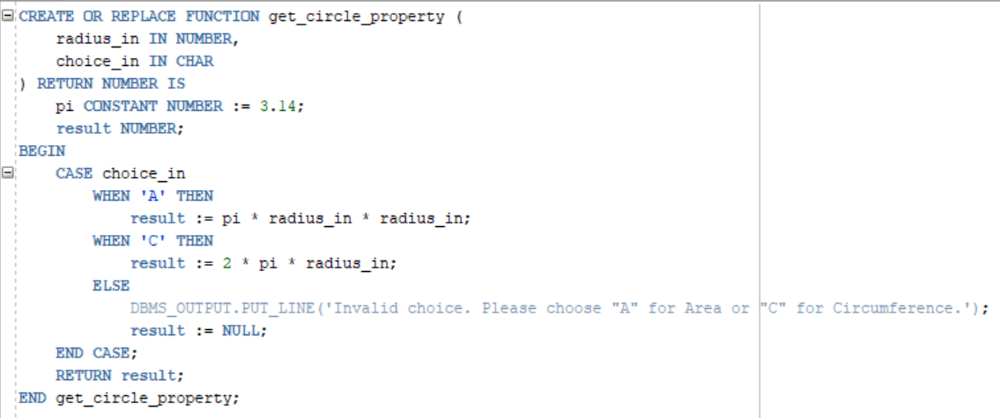 CREATE OR REPLACE FUNCTION get_circle_property (
    radius_in IN NUMBER,
    choice_in IN CHAR
) RETURN NUMBER IS
    pi CONSTANT NUMBER := 3.14;
    result NUMBER;
BEGIN
    CASE choice_in
        WHEN 'A' THEN
            result := pi * radius_in * radius_in;
        WHEN 'C' THEN
            result := 2 * pi * radius_in;
        ELSE
            DBMS_OUTPUT.PUT_LINE('Invalid choice. Please choose "A" for Area or "C" for Circumference.');
            result := NULL;
    END CASE;
    RETURN result;
END get_circle_property;